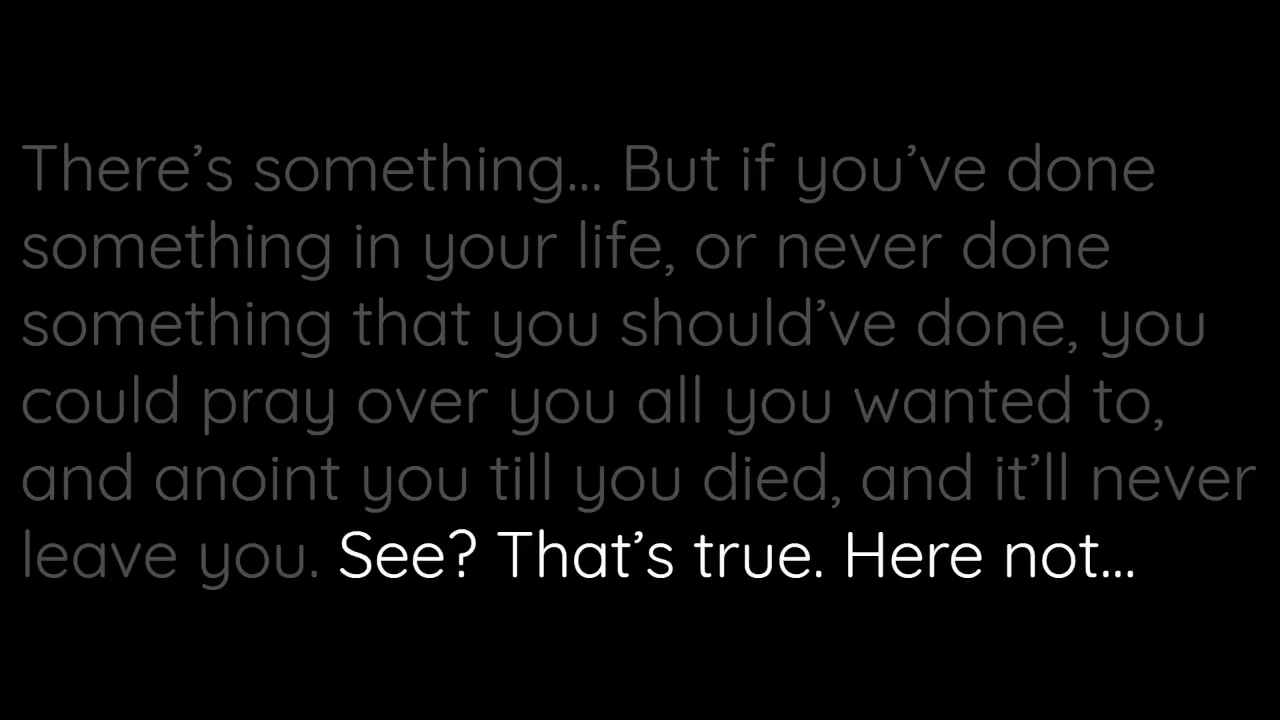 There’s something... But if you’ve done
something in your life, or never done
something that you should’ve done, you
could pray over you all you wanted to,
and anoint you till you died, and it’ll never
leave you. See? That’s true. Here not...